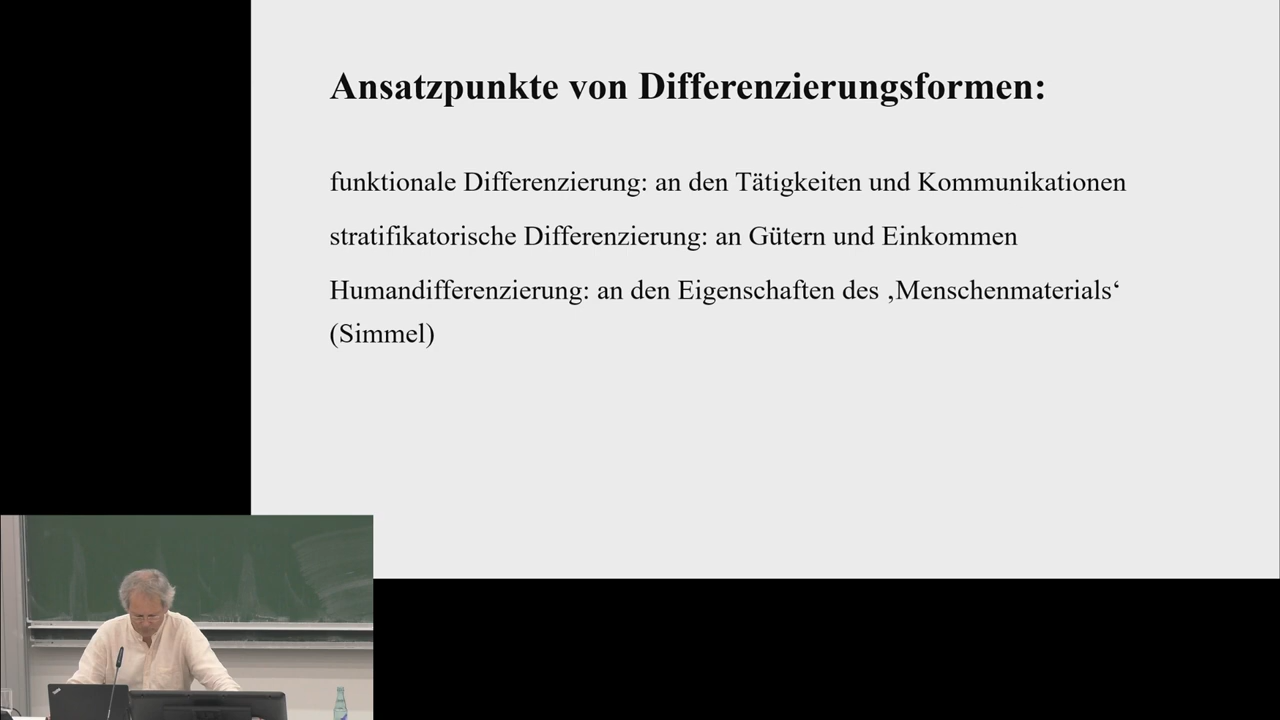 Ansatzpunkte von Differenzierungsformen:
funktionale Differenzierung: an den Tätigkeiten und Kommunikationen
stratifikatorische Differenzierung: an Gütern und Einkommen
Humandifferenzierung: an den Eigenschaften des ‚Menschenmaterials‘
(Simmel)